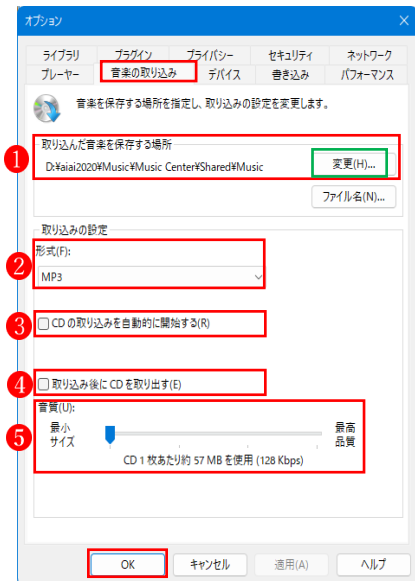 オプション
ライブラリ プラグイン プライバシー セキュリティ ネットワーク
プレーヤー 音楽の取り込み デバイス 書き込み パフォーマンス
音楽を保存する場所を指定し、取り込みの設定を変更します。
取り込んだ音楽を保存する場所
1 D:¥aiai2020¥Music¥Music Center¥Shared¥Music 変更(H)...
ファイル名(N)...
取り込みの設定
形式(F):
2
MP3
3 CD の取り込みを自動的に開始する(R)
4 取り込み後に CD を取り出す(E)
音質(U):
5 最小 最高
サイズ 品質
CD 1 枚あたり約 57 MB を使用 (128 Kbps)
OK キャンセル 適用(A) ヘルプ